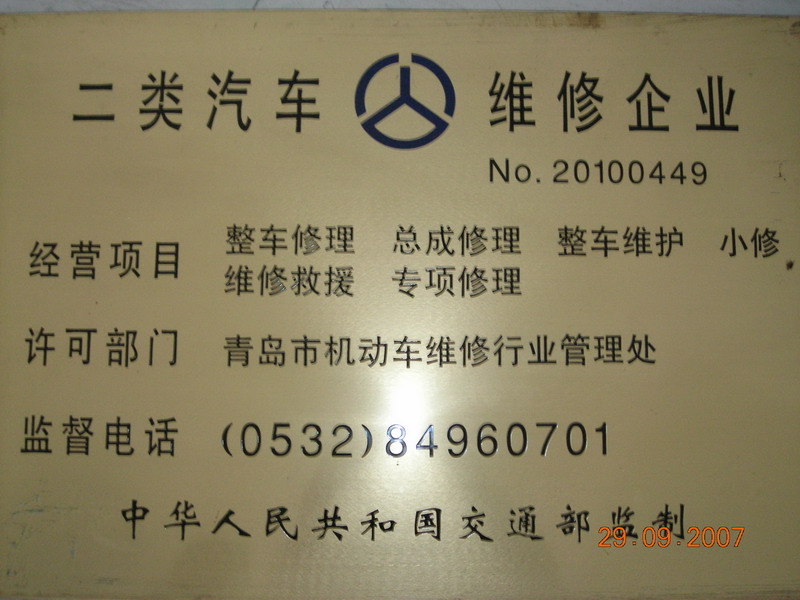 二类汽车 维修企业
No.20100449
经营项目 整车修理 总成修理 整车维护 小修
维修救援 专项修理
许可部门 青岛市机动车维修行业管理处
监督电话 (0532)84960701
中华人民共和国交通部监制
29.09.2007